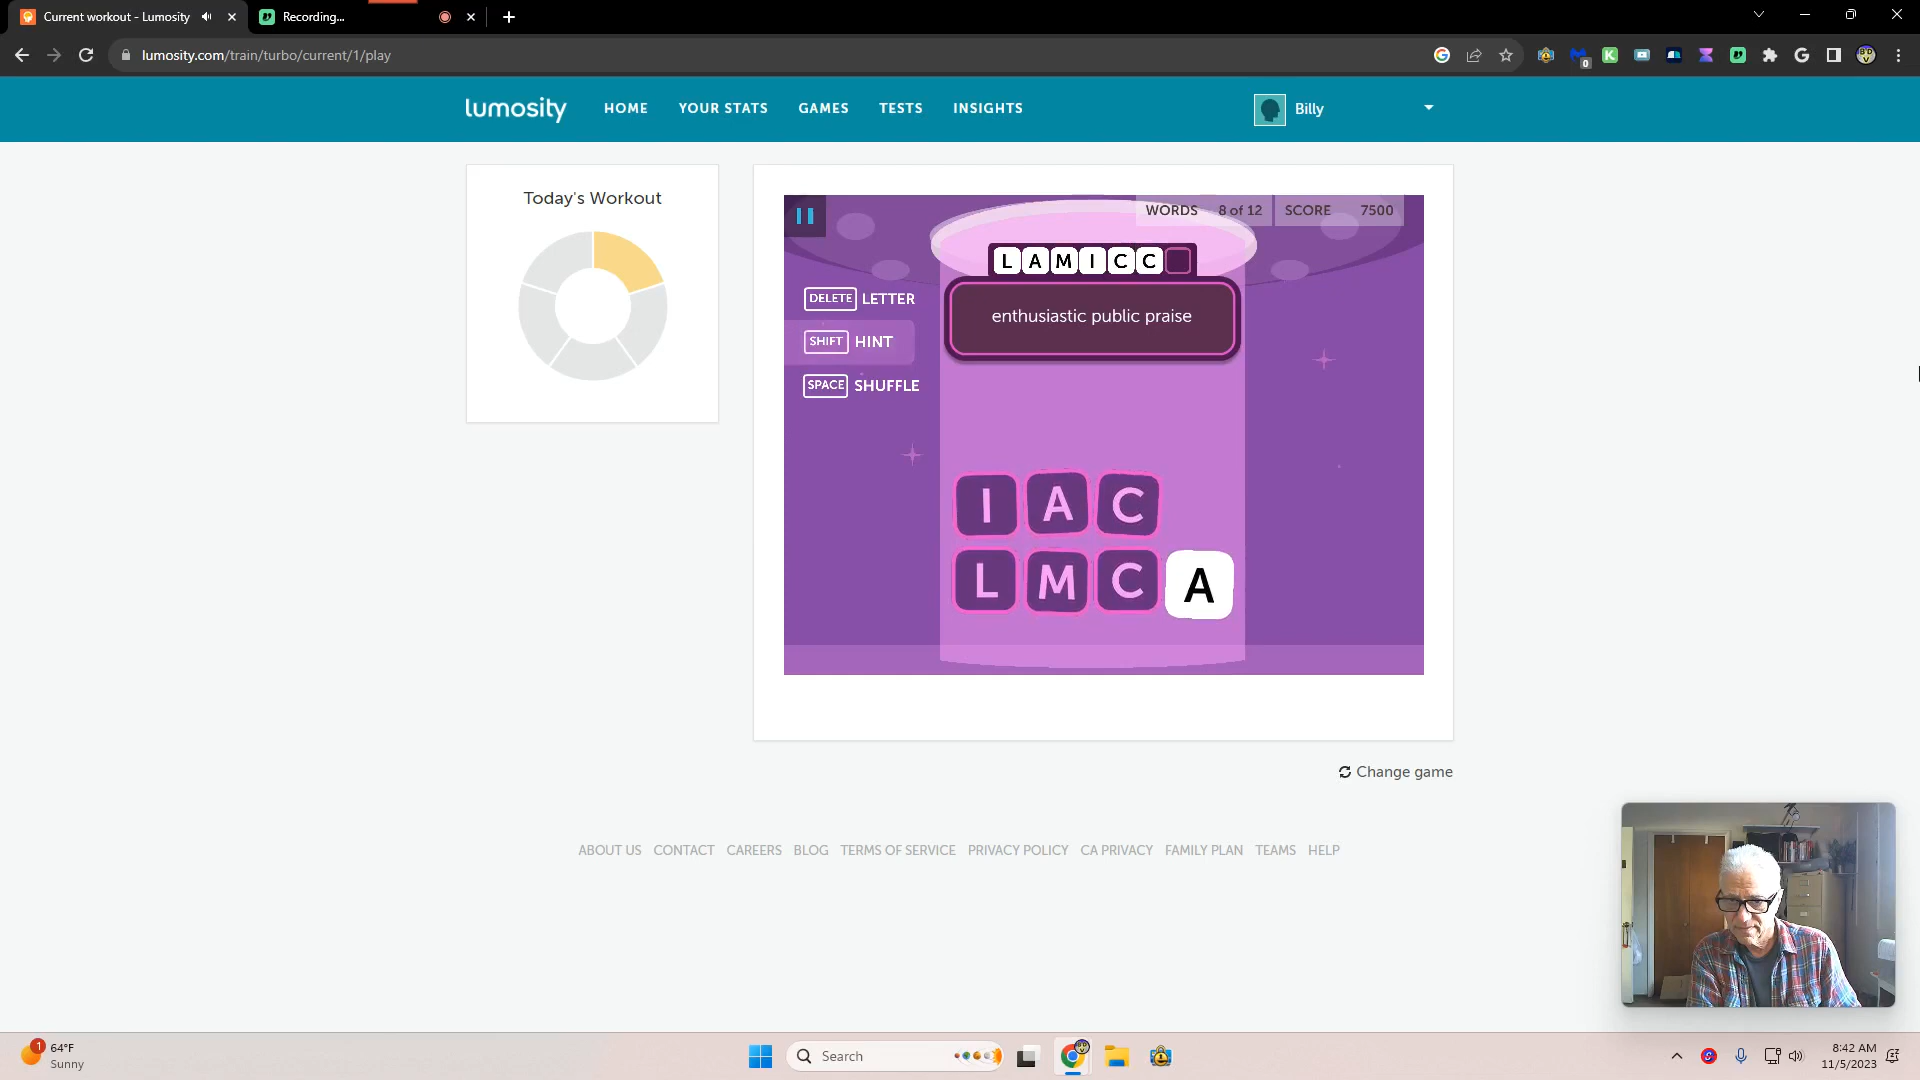 Current workout - Lumosity
Recording...
lumosity.com/train/turbo/current/1/play
0
lumosity
HOME
YOUR STATS
GAMES
TESTS
INSIGHTS
Billy
Today's Workout
WORDS 8 of 12
SCORE 7500
L A M I C C
enthusiastic public praise
DELETE LETTER
SHIFT HINT
SPACE SHUFFLE
I A C
L M C A
Change game
ABOUT US CONTACT CAREERS BLOG TERMS OF SERVICE PRIVACY POLICY CA PRIVACY FAMILY PLAN TEAMS HELP
1
64°F
Sunny
Search
8:42 AM
11/5/2023